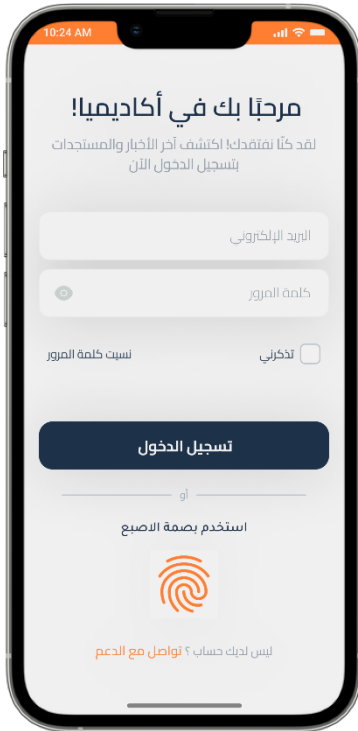 10:24 AM
مرحبًا بك في أكاديميا!
لقد كنّا نفتقدك! اكتشف آخر الأخبار والمستجدات
بتسجيل الدخول الآن
البريد الإلكتروني
كلمة المرور
تذكرني
نسيت كلمة المرور
تسجيل الدخول
أو
استخدم بصمة الاصبع
ليس لديك حساب ؟ تواصل مع الدعم